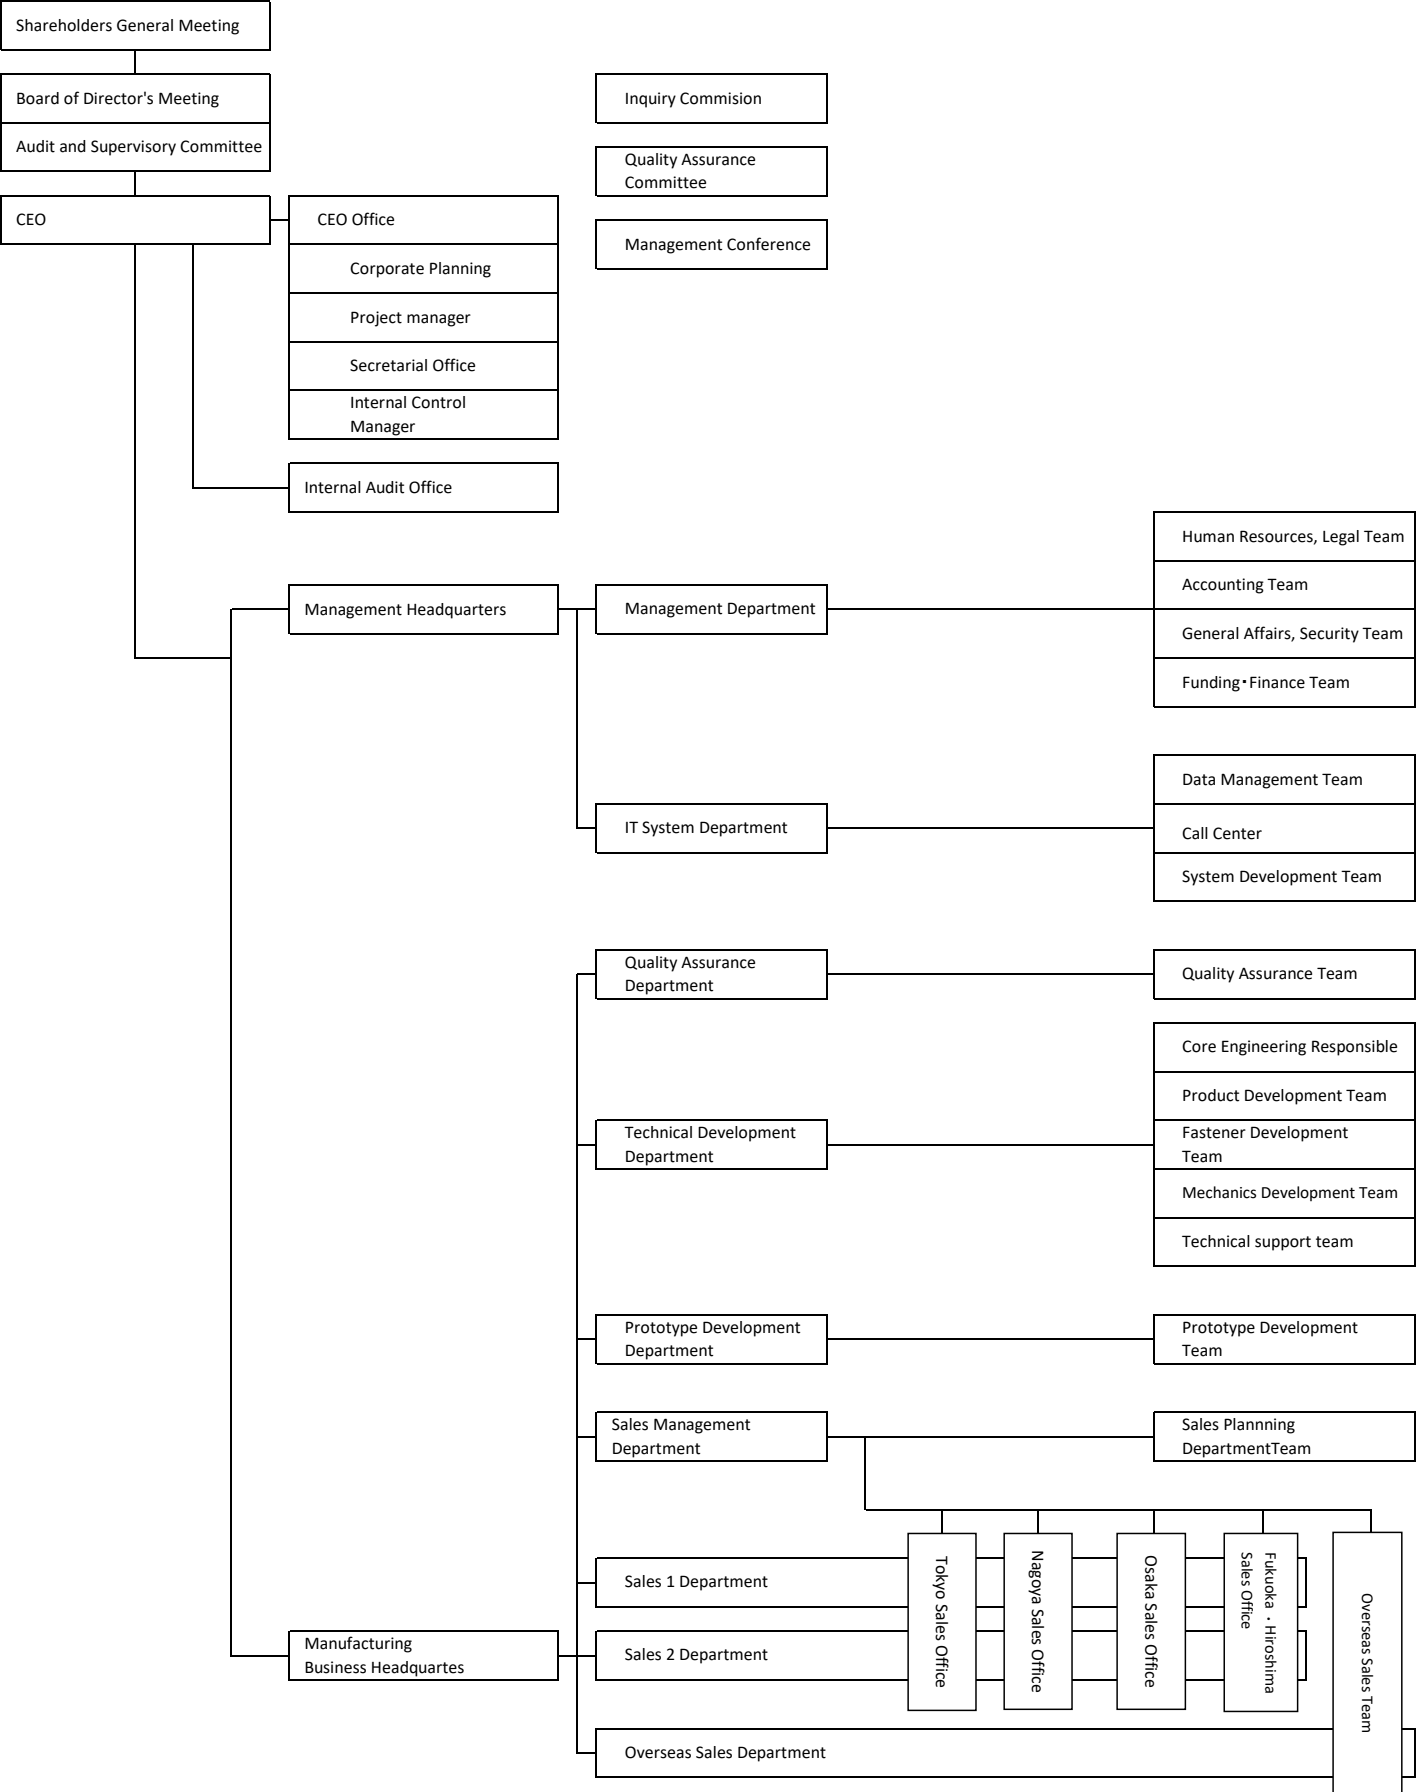 Shareholders General Meeting
Board of Director's Meeting
Inquiry Commision
Audit and Supervisory Committee
Quality Assurance
Committee
CEO
CEO Office
Management Conference
Corporate Planning
Project manager
Secretarial Office
Internal Control
Manager
Internal Audit Office
Human Resources, Legal Team
Accounting Team
Management Headquarters
Management Department
General Affairs, Security Team
Funding・Finance Team
Data Management Team
IT System Department
Call Center
System Development Team
Quality Assurance
Department
Quality Assurance Team
Core Engineering Responsible
Product Development Team
Technical Development
Department
Fastener Development
Team
Mechanics Development Team
Technical support team
Prototype Development
Department
Prototype Development
Team
Sales Management
Department
Sales Plannning
DepartmentTeam
Tokyo Sales Office
Nagoya Sales Office
Osaka Sales Office
Fukuoka・Hiroshima
Sales Office
Overseas Sales Team
Sales 1 Department
Manufacturing
Business Headquartes
Sales 2 Department
Overseas Sales Department